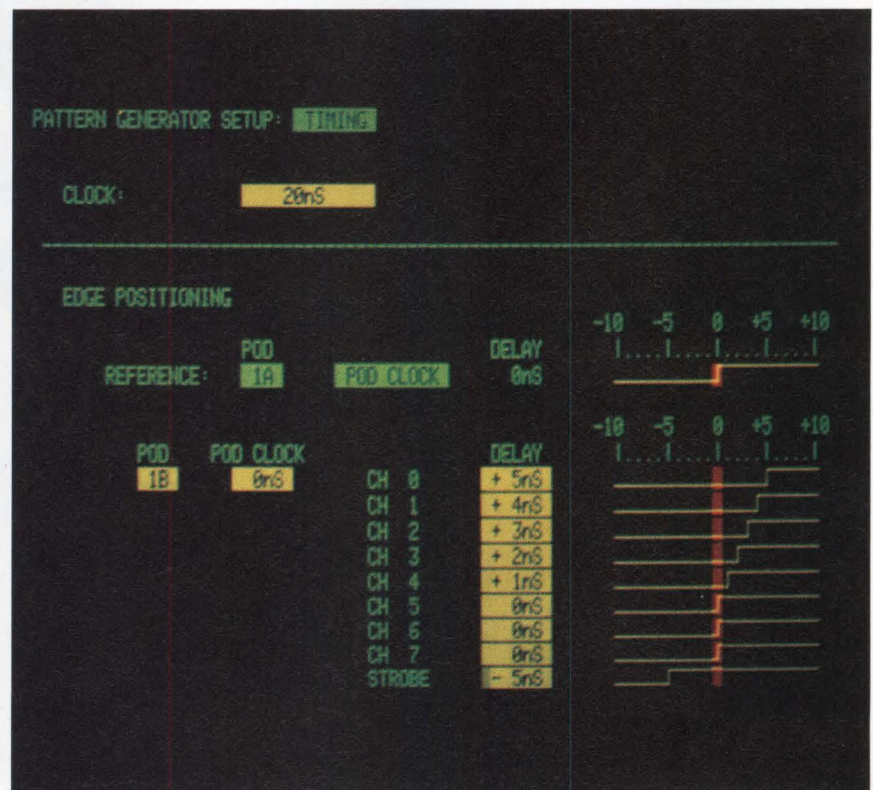 PATTERN GENERATOR SETUP: TIMING
CLOCK: 20nS
EDGE POSITIONING
-10 -5 0 +5 +10
POD DELAY
REFERENCE: 1A POD CLOCK 0nS
-10 -5 0 +5 +10
POD POD CLOCK DELAY
1B 0nS CH 0 + 5nS
CH 1 + 4nS
CH 2 + 3nS
CH 3 + 2nS
CH 4 + 1nS
CH 5 0nS
CH 6 0nS
CH 7 0nS
STROBE - 5nS